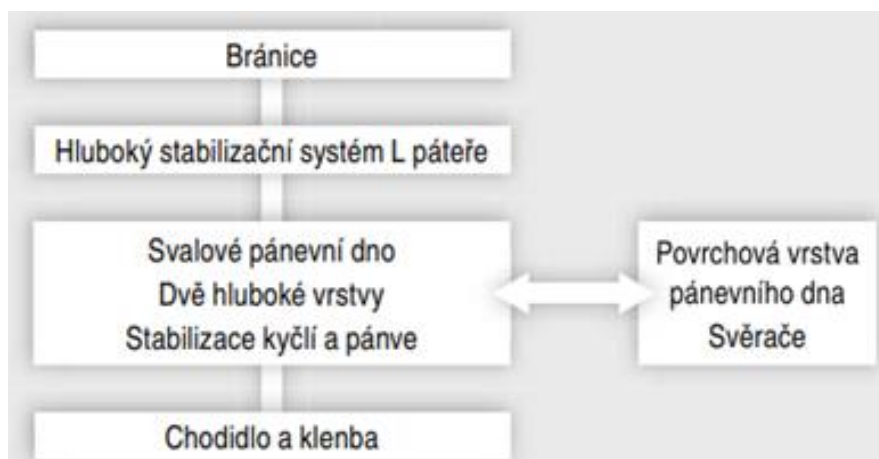 Bránice
Hluboký stabilizační systém L páteře
Svalové pánevní dno
Dvě hluboké vrstvy
Stabilizace kyčlí a pánve
Povrchová vrstva
pánevního dna
Svěrače
Chodidlo a klenba